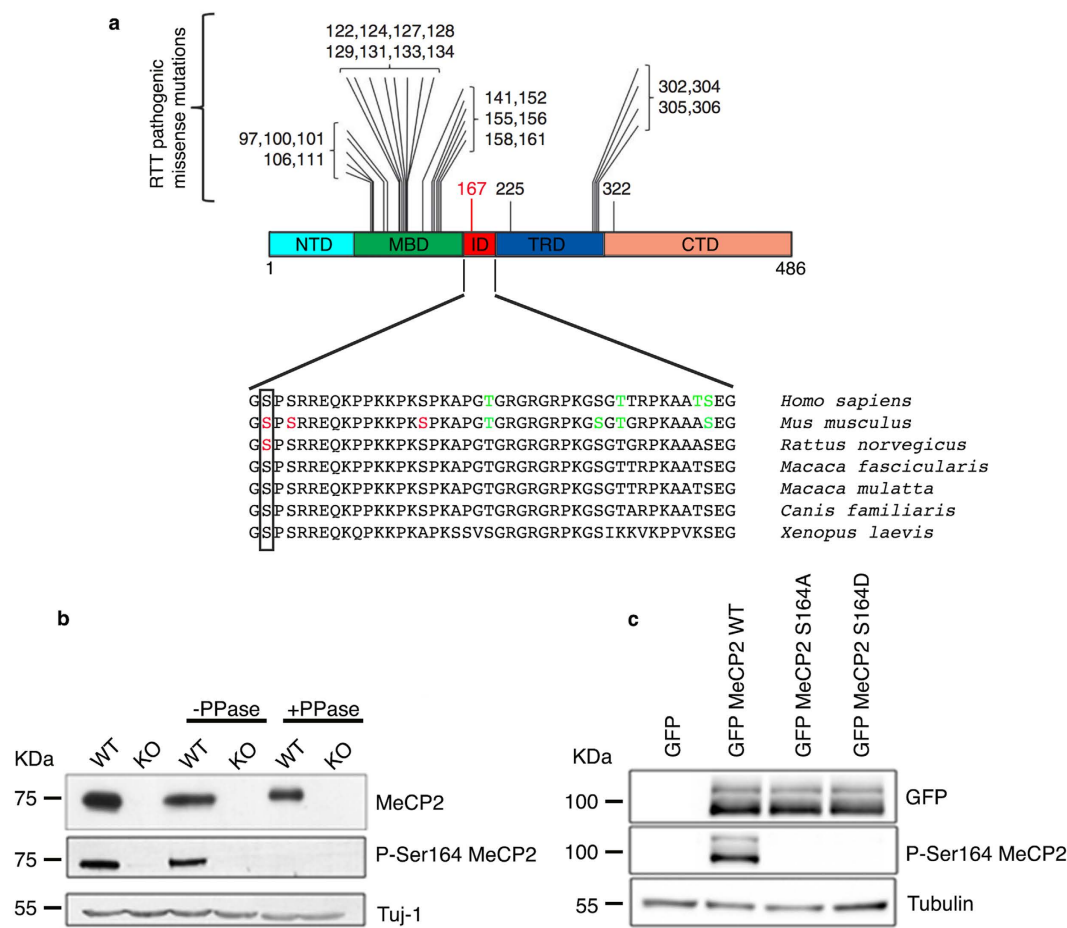 a
RTT pathogenic
missense mutations
122,124,127,128
129,131,133,134
97,100,101
106,111
141,152
155,156
158,161
302,304
305,306
167
225
322
NTD MBD ID TRD CTD
1 486
GSPSRREQKPPKKPKSPKAPGTGRGRGRPKGSGTTRPKAATSEG Homo sapiens
GSPSRREQKPPKKPKSPKAPGTGRGRGRPKGSGTGRPKAAASEG Mus musculus
GSPSRREQKPPKKPKSPKAPGTGRGRGRPKGSGTGRPKAAASEG Rattus norvegicus
GSPSRREQKPPKKPKSPKAPGTGRGRGRPKGSGTTRPKAATSEG Macaca fascicularis
GSPSRREQKPPKKPKSPKAPGTGRGRGRPKGSGTTRPKAATSEG Macaca mulatta
GSPSRREQKPPKKPKSPKAPGTGRGRGRPKGSGTARPKAATSEG Canis familiaris
GSPSRREQKQPKKPKAPKSSVSGRGRGRPKGSIKKVKPPVKSEG Xenopus laevis
b
-PPase +PPase
KDa WT KO WT KO WT KO
75 MeCP2
75 P-Ser164 MeCP2
55 Tuj-1
c
GFP
GFP MeCP2 WT
GFP MeCP2 S164A
GFP MeCP2 S164D
KDa
100 GFP
100 P-Ser164 MeCP2
55 Tubulin